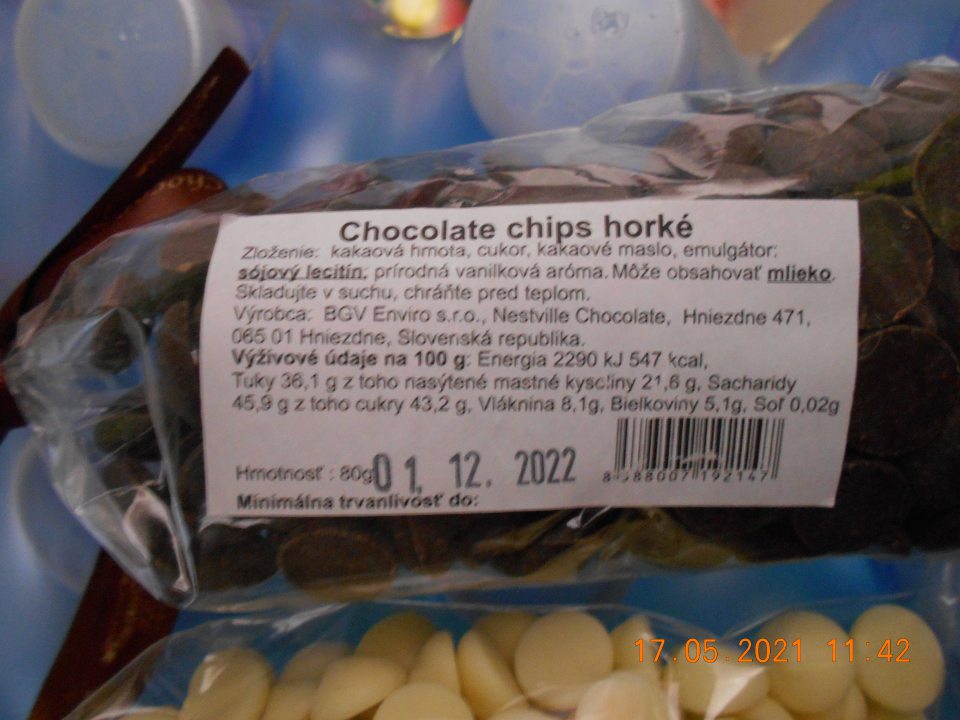 Chocolate chips horké
Zloženie: kakaová hmota, cukor, kakaové maslo, emulgátor:
sójový lecitín; prírodná vanilková aróma. Môže obsahovať mlieko.
Skladujte v suchu, chráňte pred teplom.
Výrobca: BGV Enviro s.r.o., Nestville Chocolate, Hniezdne 471,
065 01 Hniezdne, Slovenská republika.
Výživové údaje na 100 g: Energia 2290 kJ 547 kcal,
Tuky 36,1 g z toho nasýtené mastné kyseliny 21,6 g, Sacharidy
45,9 g z toho cukry 43,2 g, Vláknina 8,1g, Bielkoviny 5,1g, Soľ 0,02g
Hmotnosť : 80g 01. 12. 2022
8 588007 192147
Minimálna trvanlivosť do:
17.05.2021 11:42